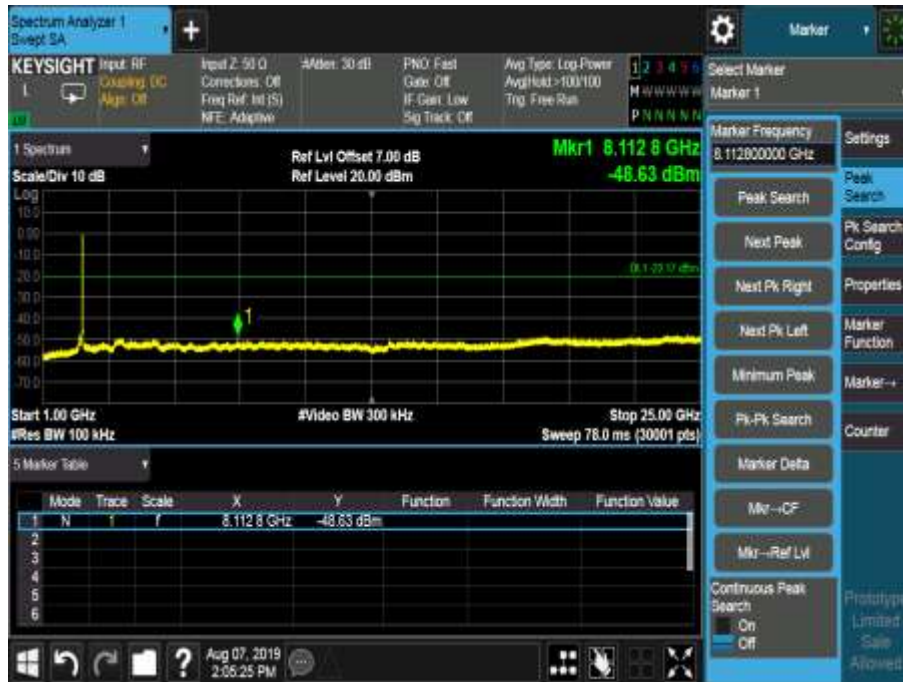 Spectrum Analyzer 1
Swept SA
+
Marker
KEYSIGHT
Input: RF
Coupling: DC
Align: Off
Input Z: 50 Ω
Corrections: Off
Freq Ref: Int (S)
NFE: Adaptive
#Atten: 30 dB
PNO: Fast
Gate: Off
IF Gain: Low
Sig Track: Off
Avg Type: Log-Power
Avg|Hold:>100/100
Trig: Free Run
1 2 3 4 5 6
M W W W W W
P N N N N N
L
Select Marker
Marker 1
1 Spectrum
Scale/Div 10 dB
Ref Lvl Offset 7.00 dB
Ref Level 20.00 dBm
Mkr1 8.112 8 GHz
-48.63 dBm
Log
10.0
0.00
-10.0
-20.0
-30.0
-40.0
-50.0
-60.0
-70.0
1
Start 1.00 GHz
#Video BW 300 kHz
Stop 25.00 GHz
#Res BW 100 kHz
Sweep 78.0 ms (30001 pts)
5 Marker Table
Mode Trace Scale X Y Function Function Width Function Value
1 N 1 f 8.112 8 GHz -48.63 dBm
2
3
4
5
6
Marker Frequency
8.112800000 GHz
Peak Search
Next Peak
Next Pk Right
Next Pk Left
Minimum Peak
Pk-Pk Search
Marker Delta
Mkr→CF
Mkr→Ref Lvl
Continuous Peak
Search
On
Off
Settings
Peak
Search
Pk Search
Config
Properties
Marker
Function
Marker→
Counter
Prototype
Limited
Sale
Allowed
?
Aug 07, 2019
2:05:25 PM